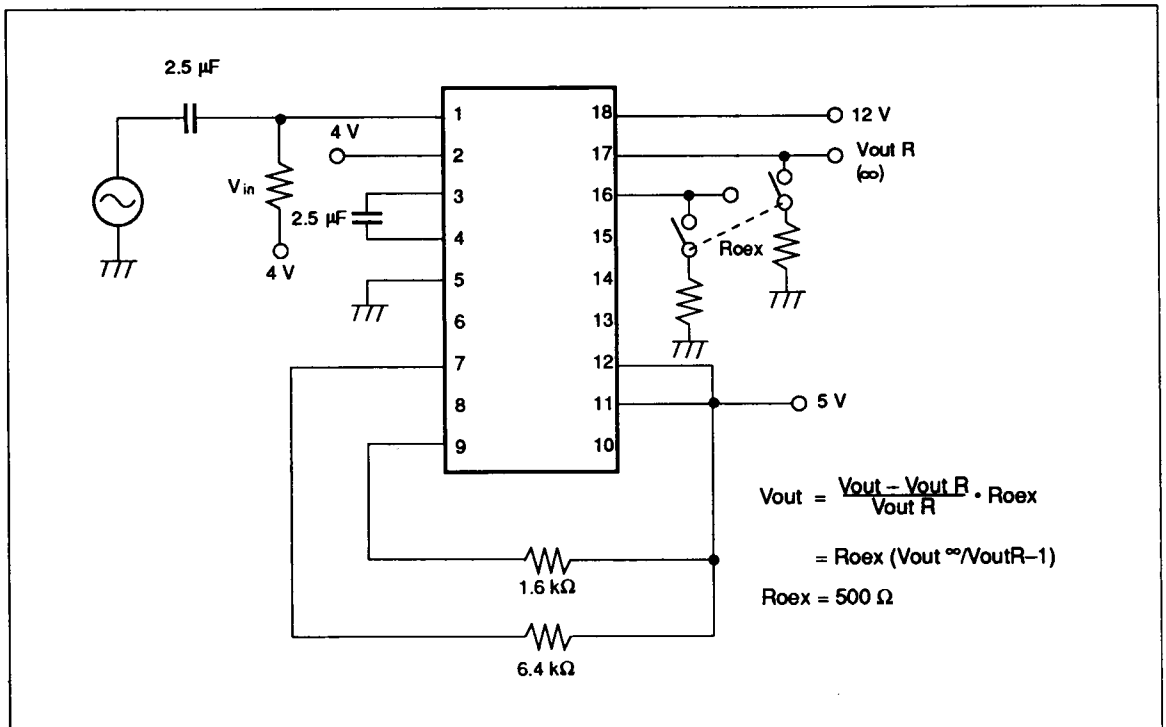 2.5 µF
1
18
12 V
4 V
2
17
Vout R
(∞)
Vin
3
16
2.5 µF
4
15
Roex
4 V
5
14
6
13
7
12
8
11
5 V
9
10
Vout = Vout – Vout R / Vout R • Roex
= Roex (Vout ∞/VoutR–1)
1.6 kΩ
Roex = 500 Ω
6.4 kΩ